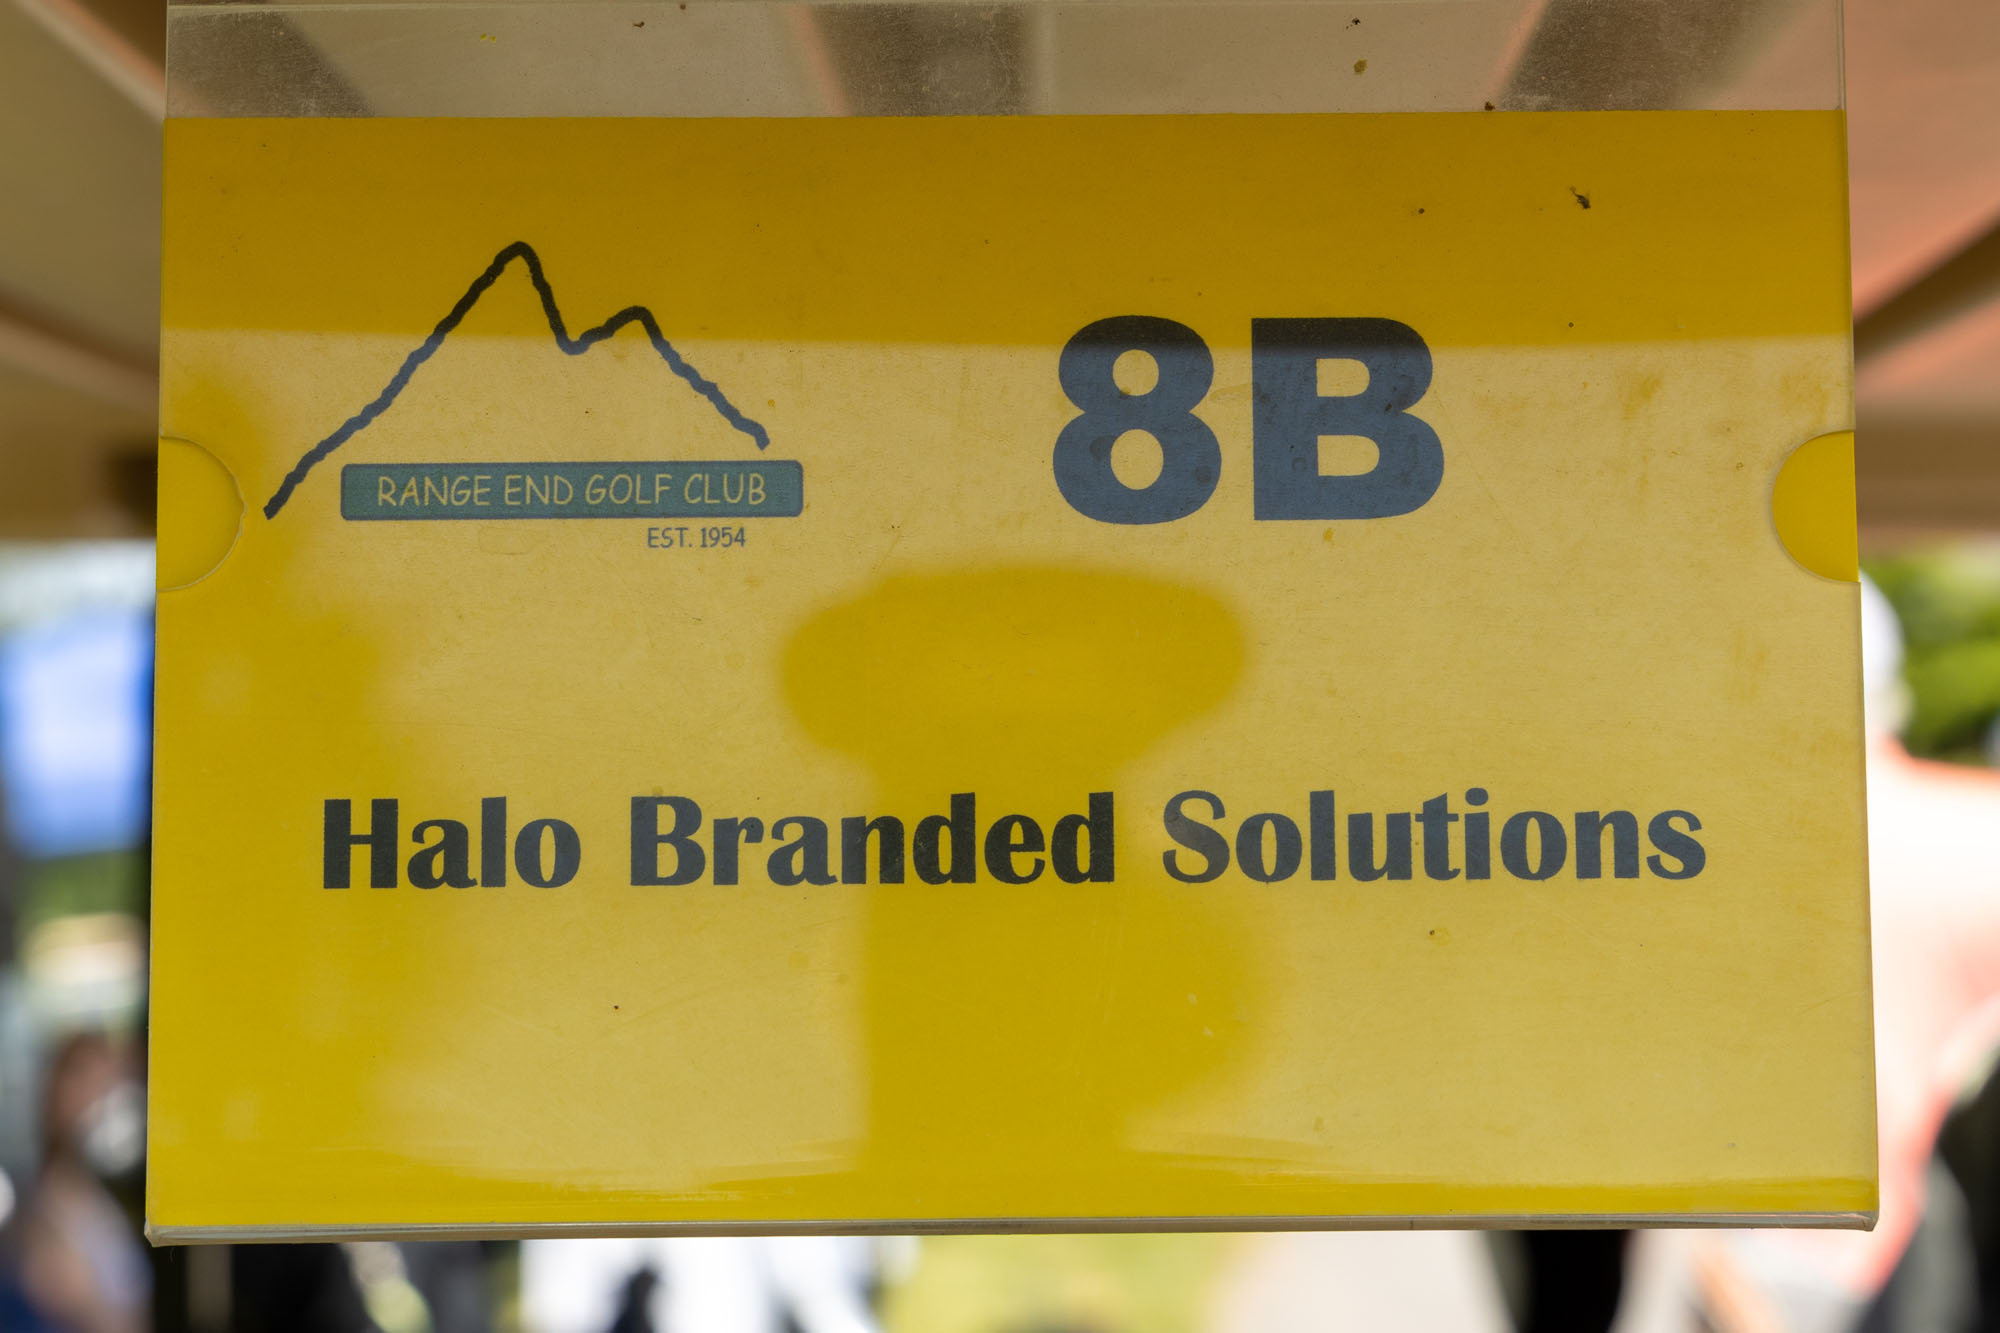 RANGE END GOLF CLUB
EST. 1954
8B
Halo Branded Solutions